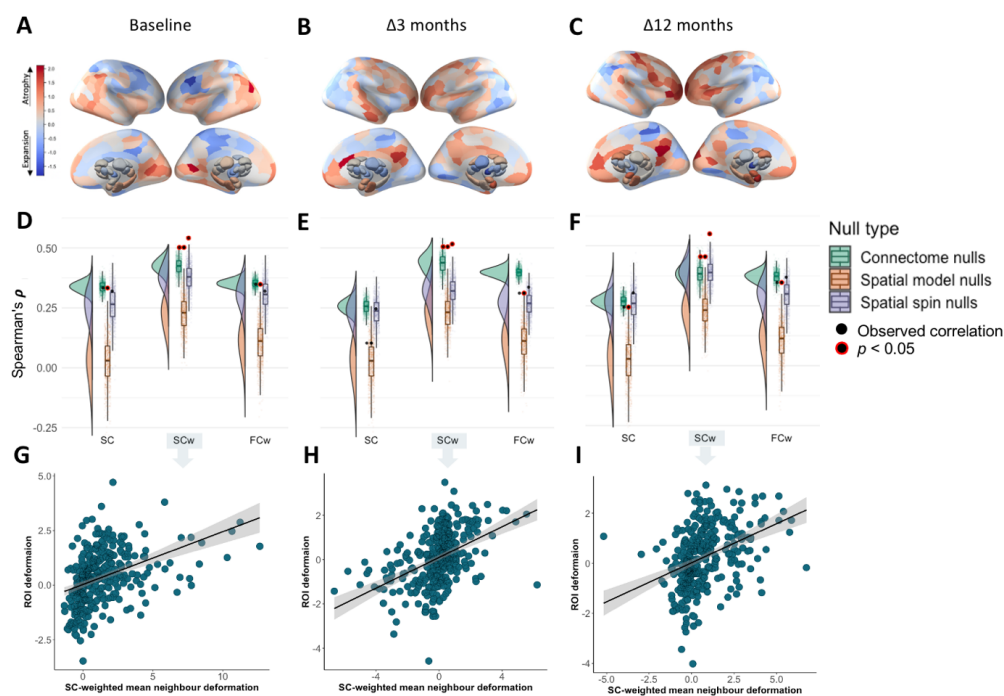 A Baseline
B Δ3 months
C Δ12 months
Atrophy
Expansion
2.0
1.5
1.0
0.5
0.0
-0.5
-1.0
-1.5
D
E
F
Spearman's ρ
0.50
0.25
0.00
-0.25
SC SCw FCw
SC SCw FCw
SC SCw FCw
Null type
Connectome nulls
Spatial model nulls
Spatial spin nulls
Observed correlation
p < 0.05
G
ROI deformaion
5.0
2.5
0.0
-2.5
0 5 10
SC-weighted mean neighbour deformation
H
ROI deformaion
2
0
-2
-4
-4 0 4
SC-weighted mean neighbour deformation
I
ROI deformaion
2
0
-2
-4
-5.0 -2.5 0.0 2.5 5.0
SC-weighted mean neighbour deformation